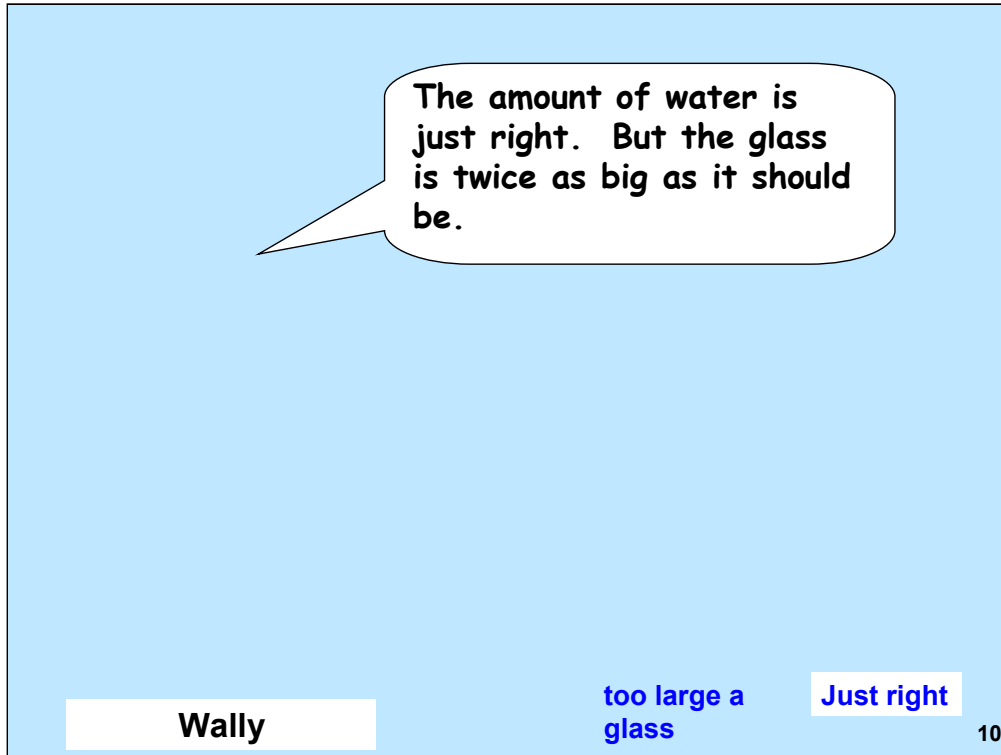 The amount of water is
just right.  But the glass
is twice as big as it should
be.
Wally
too large a
glass
Just right
10